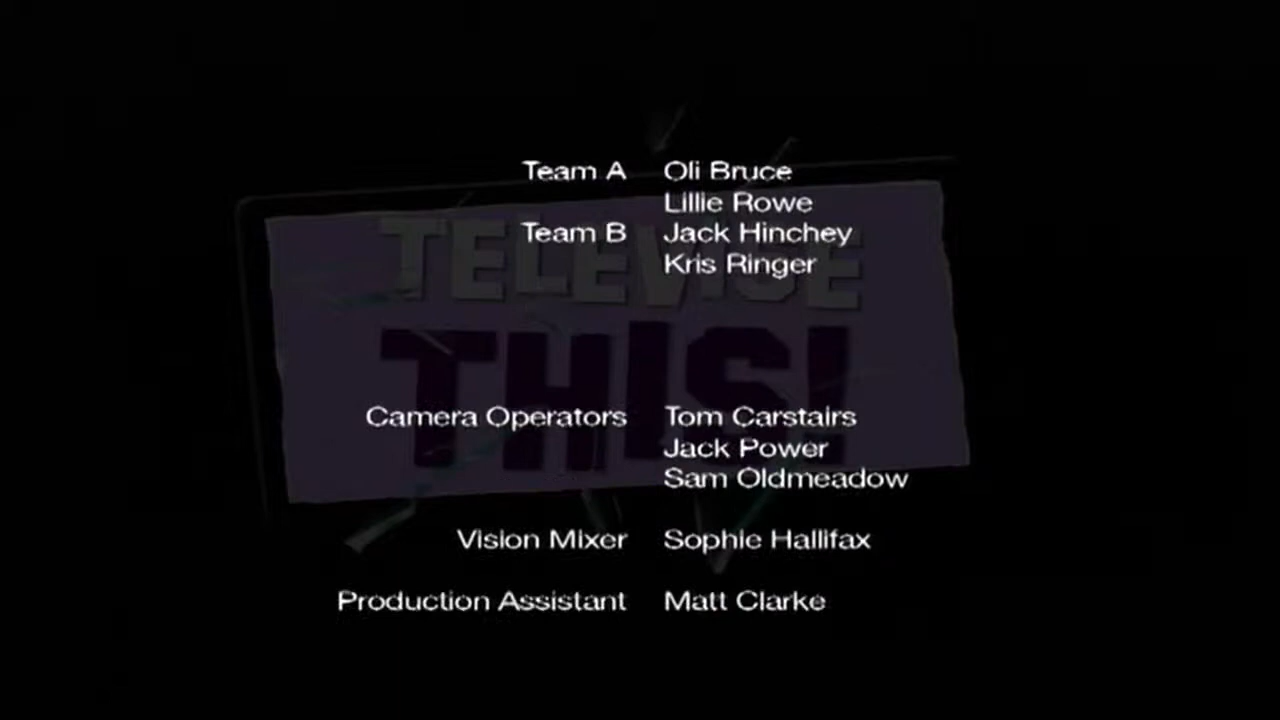 Team A Oli Bruce
Lillie Rowe
Team B Jack Hinchey
Kris Ringer
TELEVISE
THIS!
Camera Operators Tom Carstairs
Jack Power
Sam Oldmeadow
Vision Mixer Sophie Hallifax
Production Assistant Matt Clarke